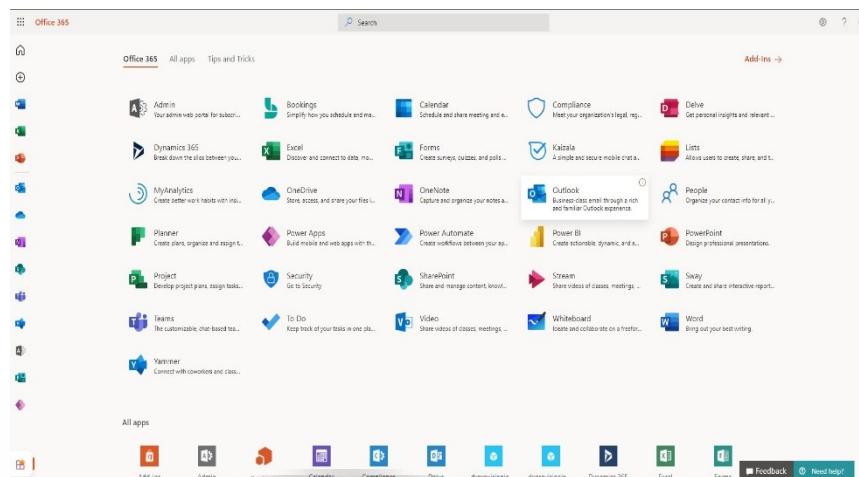 Office 365
Search
?
Office 365 All apps Tips and Tricks
Add-Ins →
Admin
Your admin web portal for subscri...
Bookings
Simplify how you schedule and ma...
Calendar
Schedule and share meeting and e...
Compliance
Meet your organization's legal, reg...
Delve
Get personal insights and relevant ...
Dynamics 365
Break down the silos between you...
Excel
Discover and connect to data, mo...
Forms
Create surveys, quizzes, and polls ...
Kaizala
A simple and secure mobile chat a...
Lists
Allows users to create, share, and t...
MyAnalytics
Create better work habits with insi...
OneDrive
Store, access, and share your files i...
OneNote
Capture and organize your notes a...
Outlook
Business-class email through a rich
and familiar Outlook experience.
People
Organize your contact info for all y...
Planner
Create plans, organize and assign t...
Power Apps
Build mobile and web apps with th...
Power Automate
Create workflows between your ap...
Power BI
Create actionable, dynamic, and e...
PowerPoint
Design professional presentations.
Project
Develop project plans, assign tasks...
Security
Go to Security
SharePoint
Share and manage content, knowl...
Stream
Share videos of classes, meetings, ...
Sway
Create and share interactive report...
Teams
The customizable, chat-based tea...
To Do
Keep track of your tasks in one pla...
Video
Share videos of classes, meetings, ...
Whiteboard
Ideate and collaborate on a freefor...
Word
Bring out your best writing.
Yammer
Connect with coworkers and class...
All apps
Add-Ins Admin Calendar Compliance Delve Dynamics 365 Excel Forms
Feedback Need help?